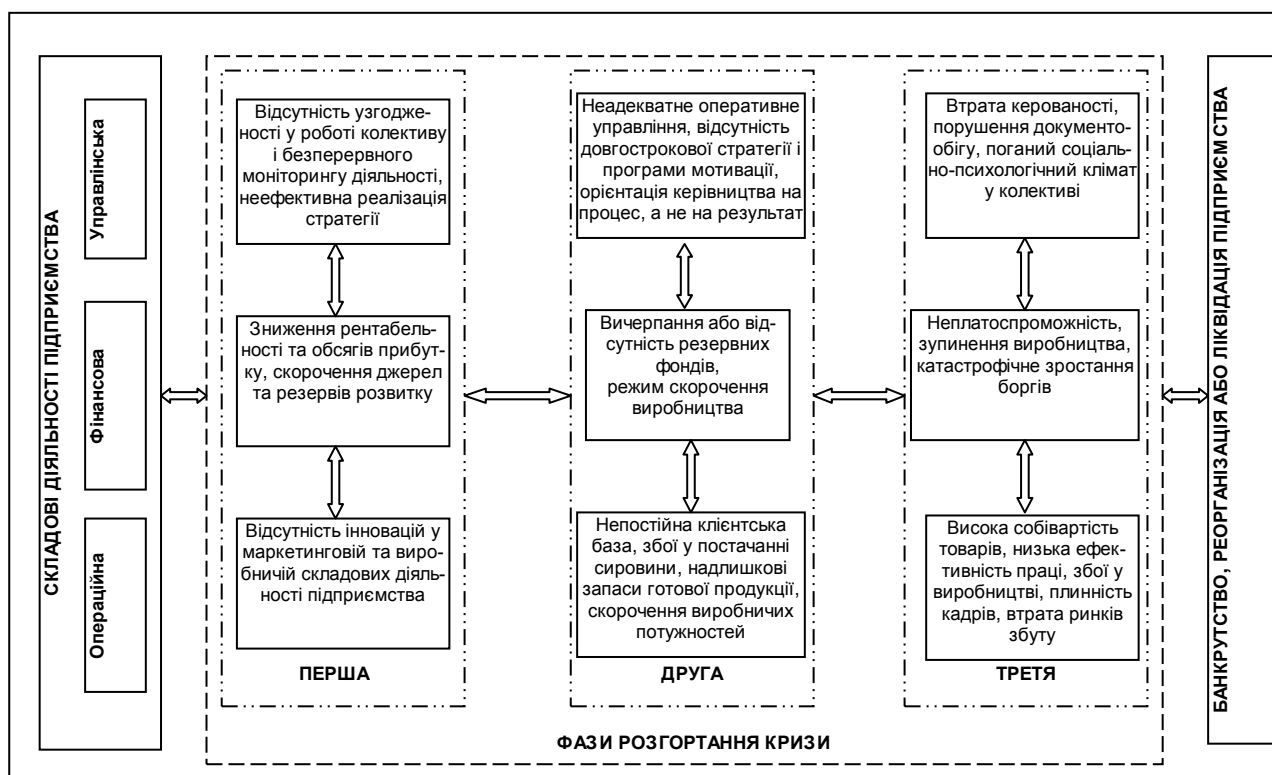 СКЛАДОВІ ДІЯЛЬНОСТІ ПІДПРИЄМСТВА
Управлінська
Фінансова
Операційна
Відсутність узгодже-
ності у роботі колективу
і безперервного
моніторингу діяльності,
неефективна реалізація
стратегії
Зниження рентабель-
ності та обсягів прибут-
ку, скорочення джерел
та резервів розвитку
Відсутність інновацій у
маркетинговій та виро-
бничій складових діяль-
ності підприємства
ПЕРША
Неадекватне оперативне
управління, відсутність
довгострокової стратегії і
програми мотивації,
орієнтація керівництва на
процес, а не на результат
Вичерпання або від-
сутність резервних
фондів,
режим скорочення
виробництва
Непостійна клієнтська
база, збої у постачанні
сировини, надлишкові
запаси готової продукції,
скорочення виробничих
потужностей
ДРУГА
Втрата керованості,
порушення документо-
обігу, поганий соціаль-
но-психологічний клімат
у колективі
Неплатоспроможність,
зупинення виробництва,
катастрофічне зростання
боргів
Висока собівартість
товарів, низька ефек-
тивність праці, збої у
виробництві, плинність
кадрів, втрата ринків
збуту
ТРЕТЯ
ФАЗИ РОЗГОРТАННЯ КРИЗИ
БАНКРУТСТВО, РЕОРГАНІЗАЦІЯ АБО ЛІКВІДАЦІЯ ПІДПРИЄМСТВА